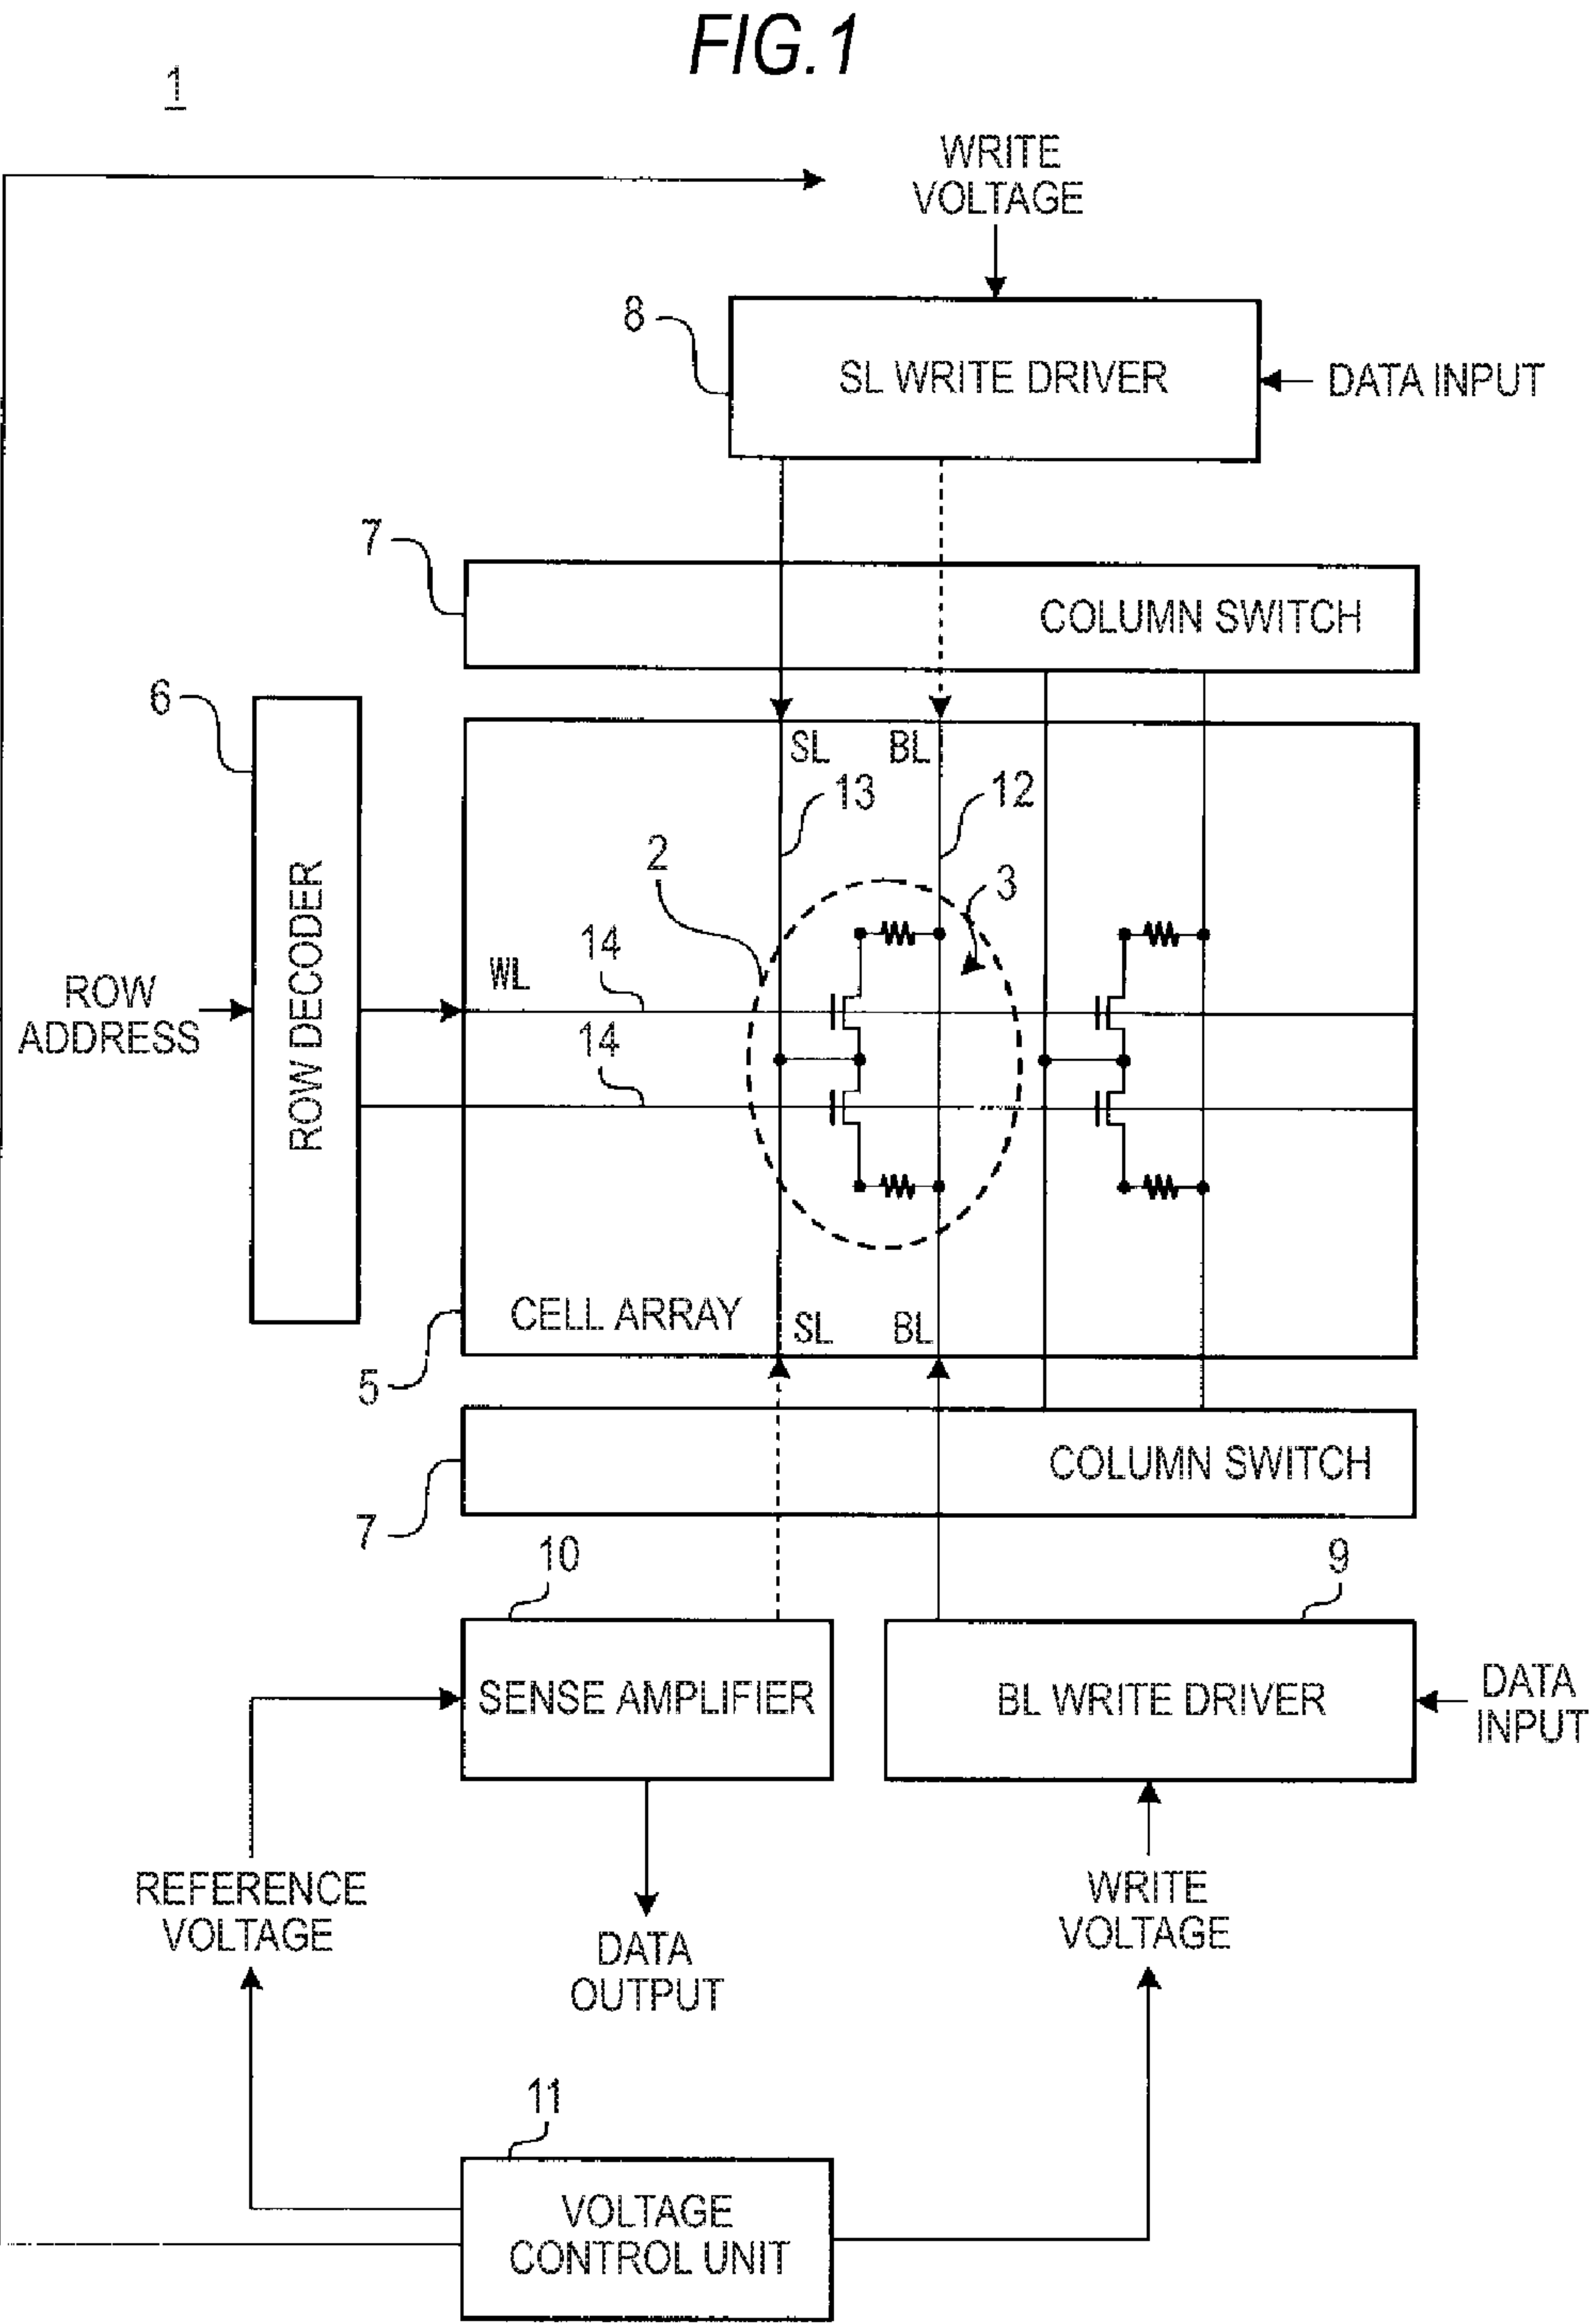 FIG.1
1
WRITE
VOLTAGE
8
SL WRITE DRIVER
DATA INPUT
7
COLUMN SWITCH
6
SL
BL
13
12
2
3
ROW DECODER
14
WL
ROW
ADDRESS
14
CELL ARRAY
SL
BL
5
COLUMN SWITCH
7
10
9
SENSE AMPLIFIER
BL WRITE DRIVER
DATA
INPUT
REFERENCE
VOLTAGE
WRITE
VOLTAGE
DATA
OUTPUT
11
VOLTAGE
CONTROL UNIT